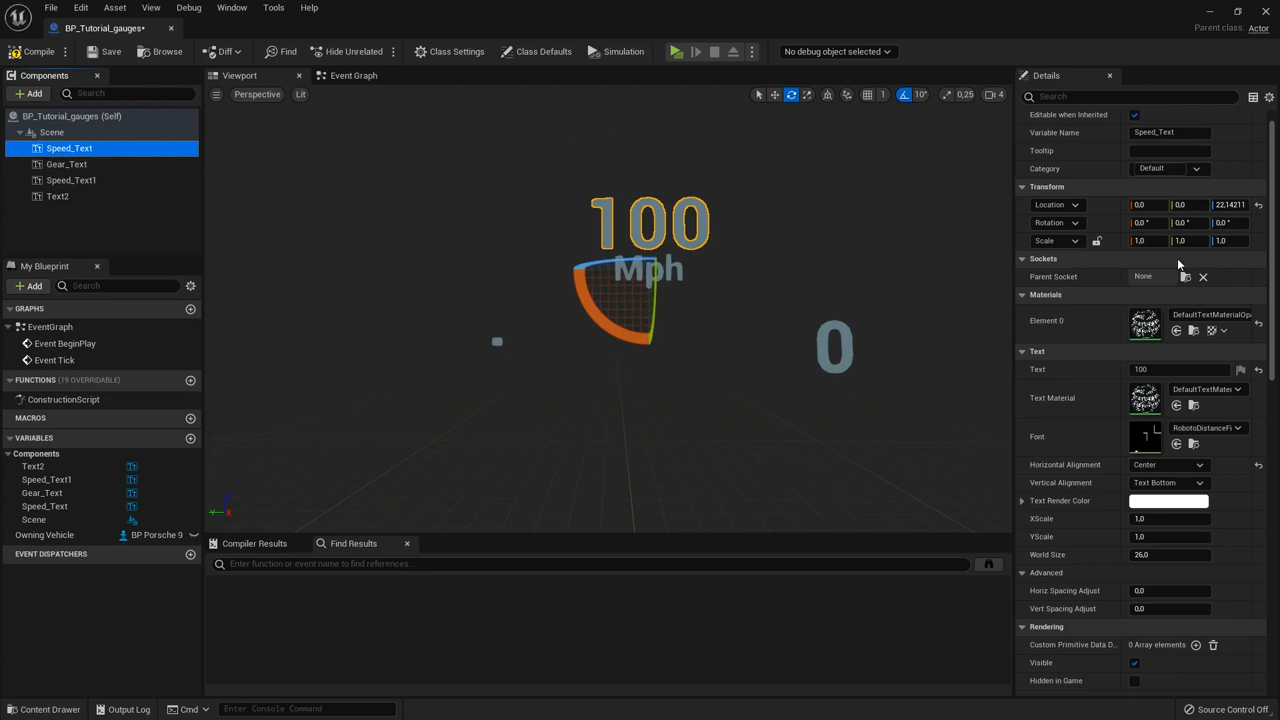 File Edit Asset View Debug Window Tools Help
BP_Tutorial_gauges•
Parent class: Actor
Compile Save Browse Diff Find Hide Unrelated Class Settings Class Defaults Simulation No debug object selected
Components
Add Search
BP_Tutorial_gauges (Self)
Scene
Speed_Text
Gear_Text
Speed_Text1
Text2
My Blueprint
Add Search
GRAPHS
EventGraph
Event BeginPlay
Event Tick
FUNCTIONS (19 OVERRIDABLE)
ConstructionScript
MACROS
VARIABLES
Components
Text2
Speed_Text1
Gear_Text
Speed_Text
Scene
Owning Vehicle BP Porsche 9
EVENT DISPATCHERS
Viewport Event Graph
Perspective Lit 1 10° 0,25 4
100
Mph
0
Compiler Results Find Results
Enter function or event name to find references...
Details
Search
Editable when Inherited
Variable Name Speed_Text
Tooltip
Category Default
Transform
Location 0,0 0,0 22,14211
Rotation 0,0 ° 0,0 ° 0,0 °
Scale 1,0 1,0 1,0
Sockets
Parent Socket None
Materials
Element 0 DefaultTextMaterialOpa
Text
Text 100
Text Material DefaultTextMater
Font RobotoDistanceFi
Horizontal Alignment Center
Vertical Alignment Text Bottom
Text Render Color
XScale 1,0
YScale 1,0
World Size 26,0
Advanced
Horiz Spacing Adjust 0,0
Vert Spacing Adjust 0,0
Rendering
Custom Primitive Data D... 0 Array elements
Visible
Hidden in Game
Content Drawer Output Log Cmd Enter Console Command Source Control Off